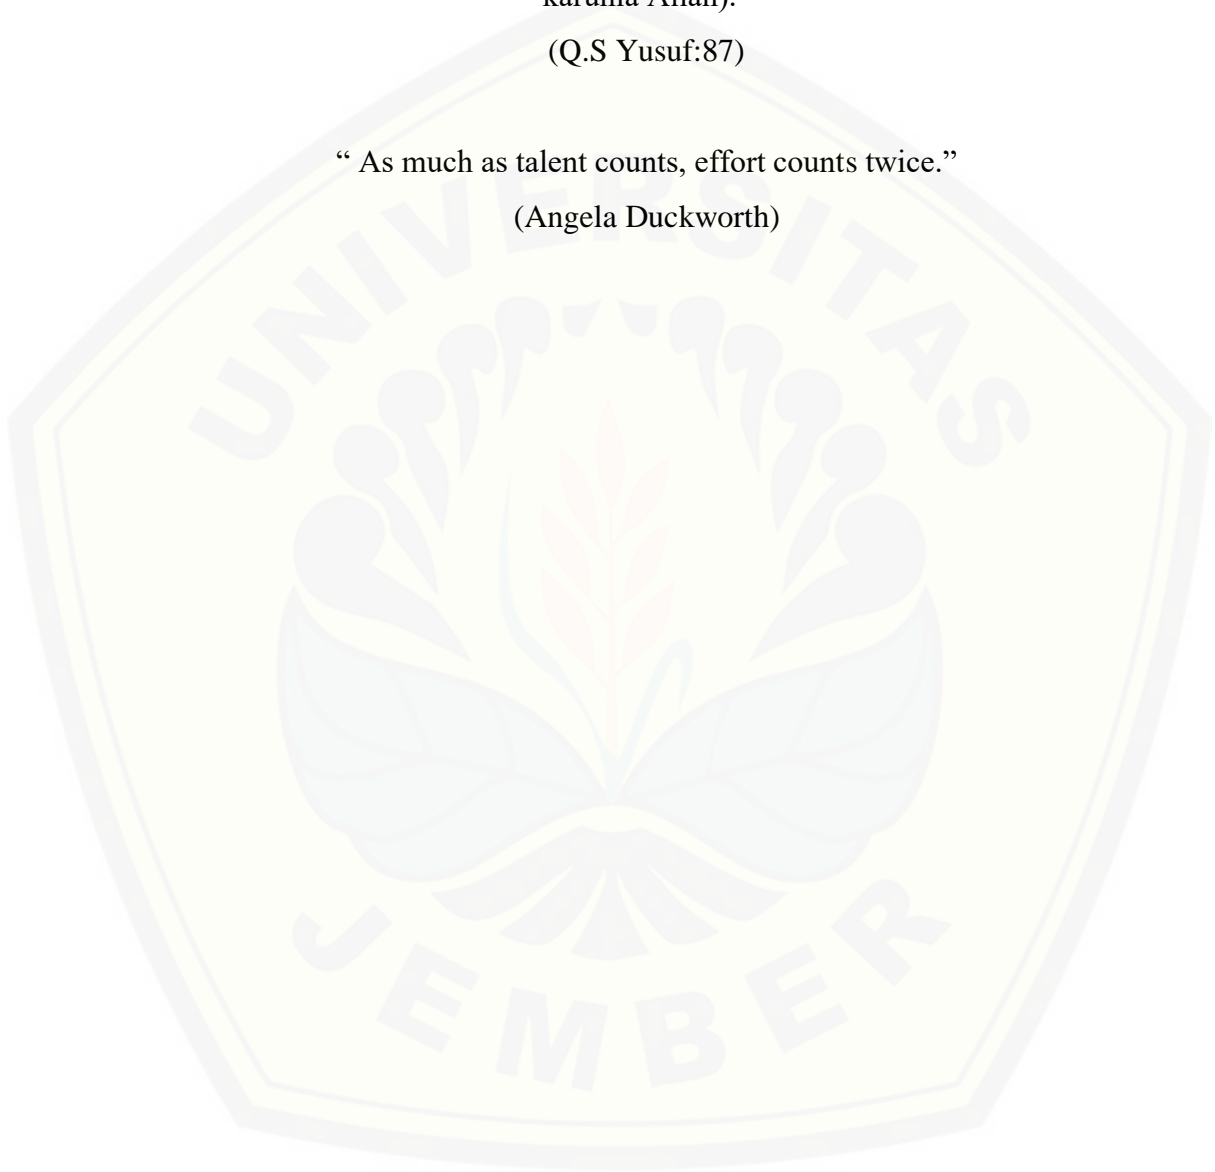 karunia Allah).
(Q.S Yusuf:87)
“ As much as talent counts, effort counts twice.”
(Angela Duckworth)
UNIVERSITAS
JEMBER